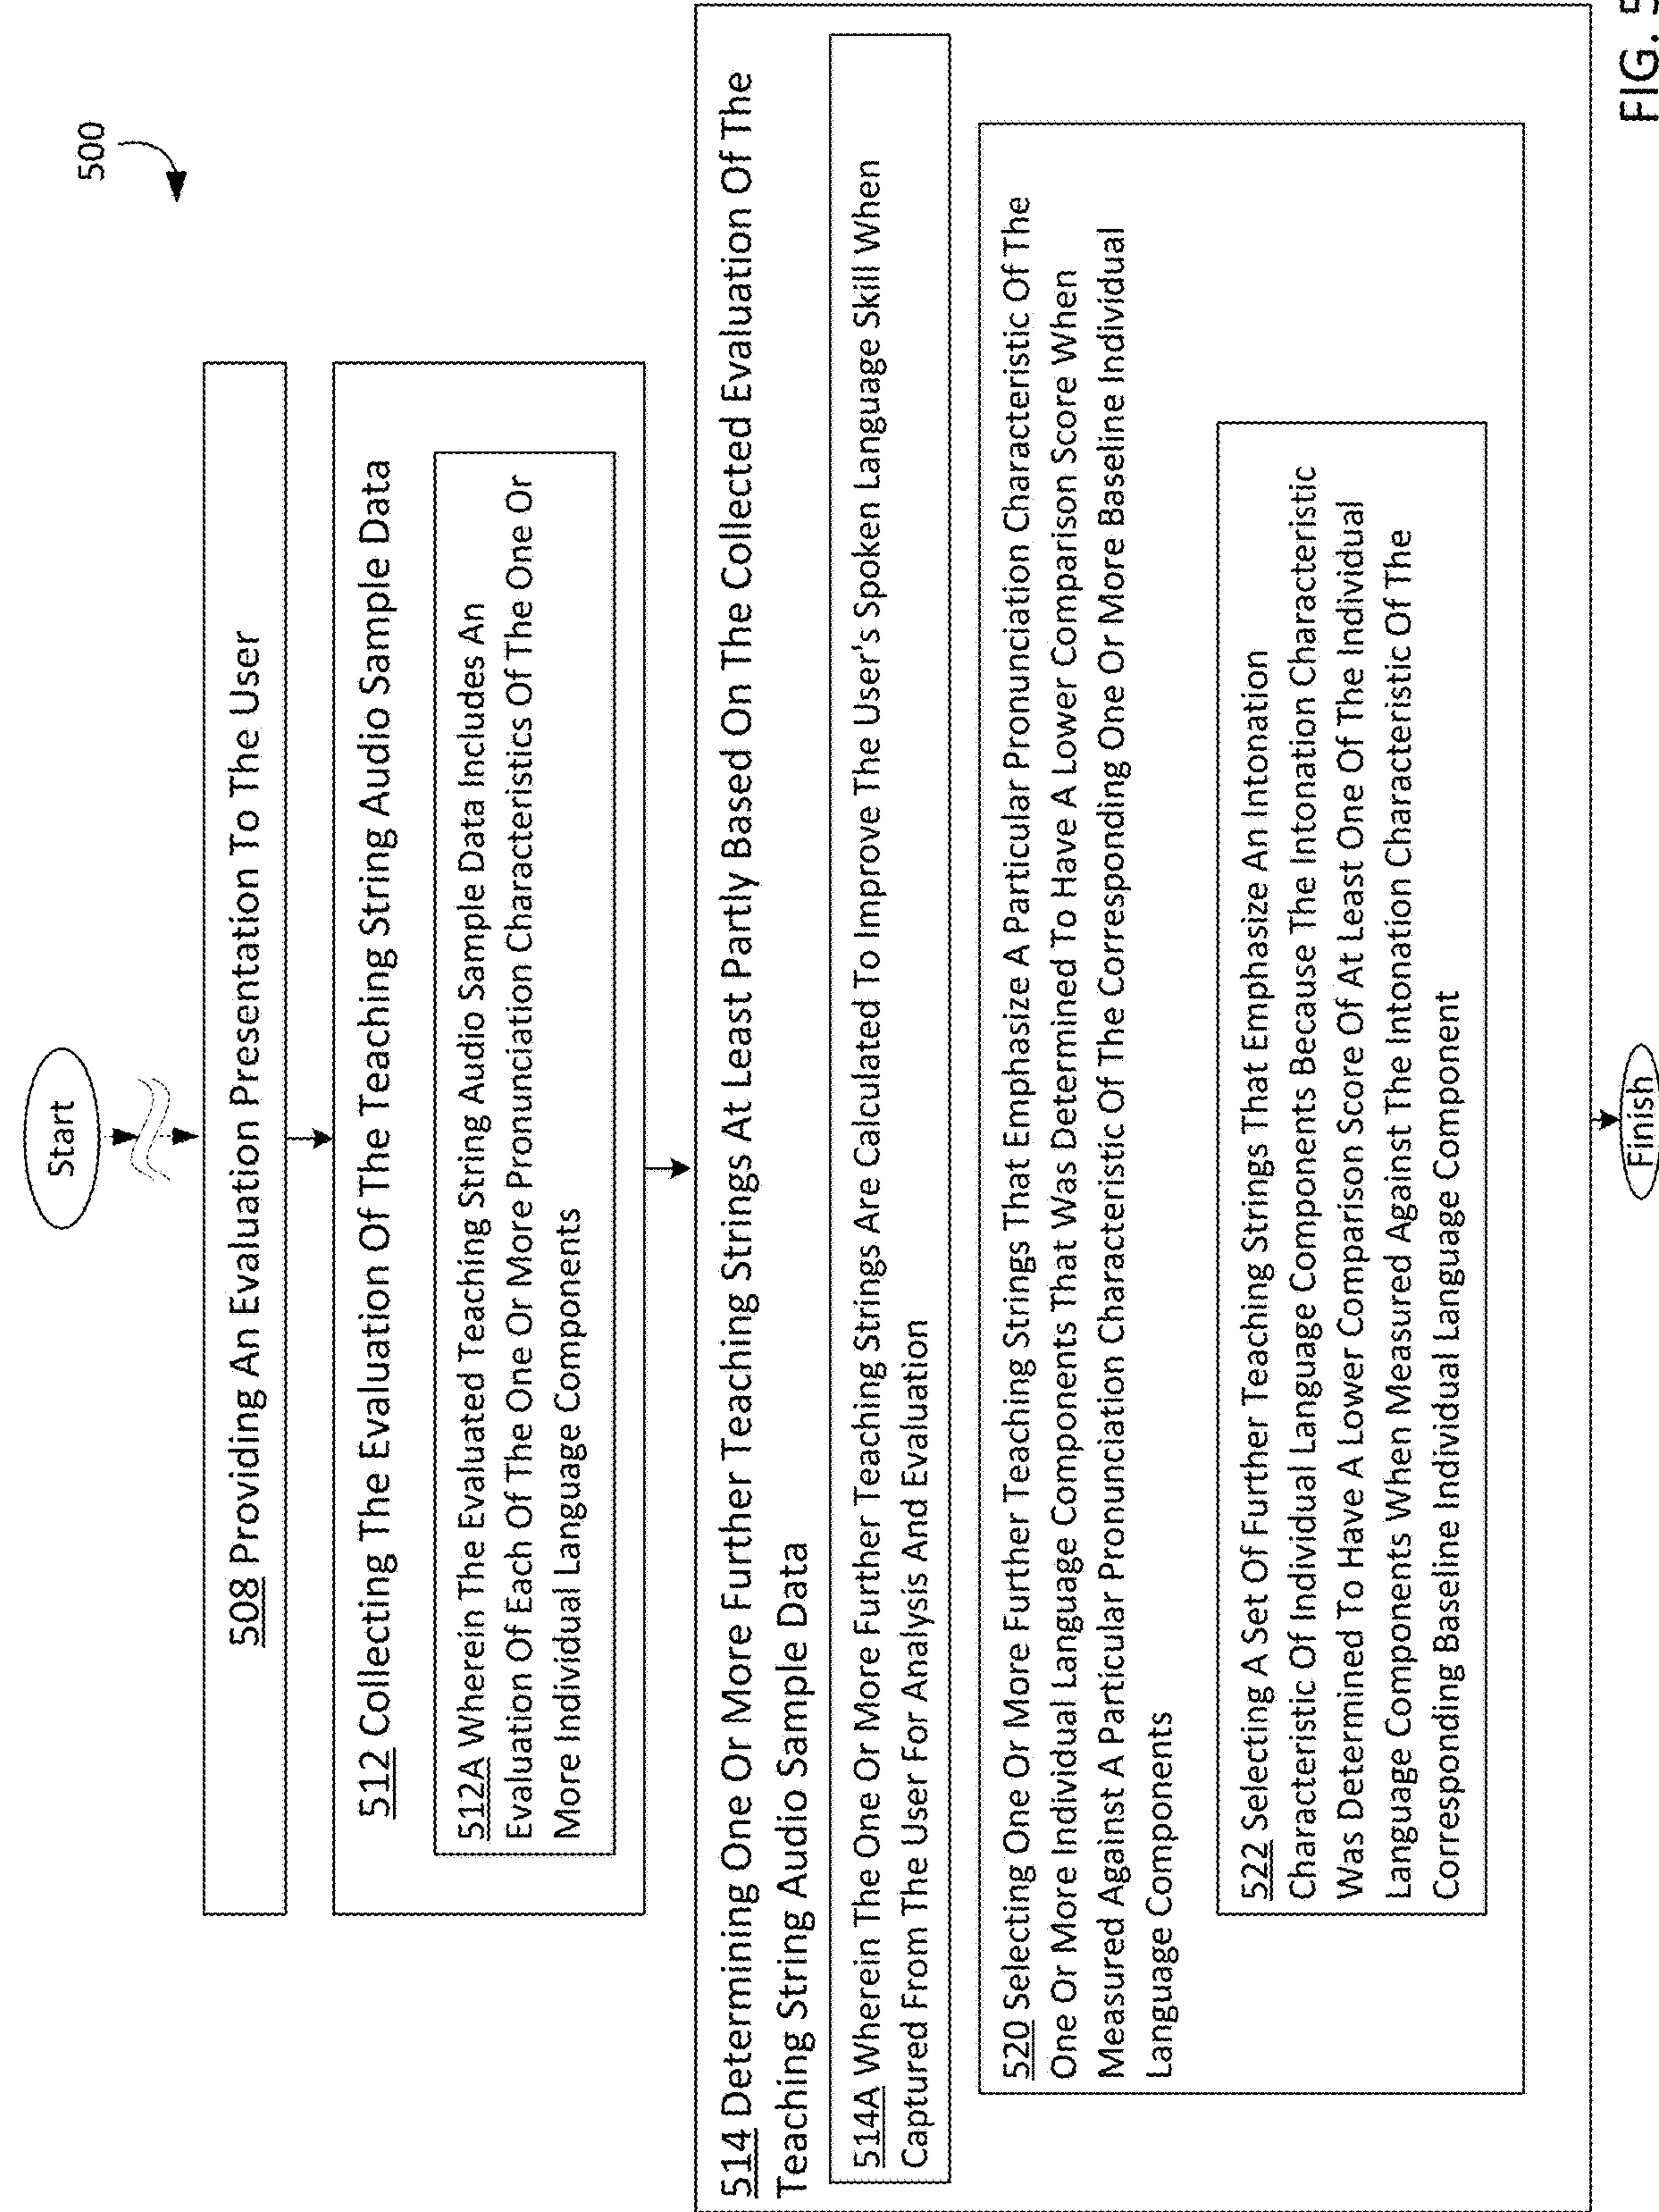 500
Start
508 Providing An Evaluation Presentation To The User
512 Collecting The Evaluation Of The Teaching String Audio Sample Data
512A Wherein The Evaluated Teaching String Audio Sample Data Includes An
Evaluation Of Each Of The One Or More Pronunciation Characteristics Of The One Or
More Individual Language Components
514 Determining One Or More Further Teaching Strings At Least Partly Based On The Collected Evaluation Of The
Teaching String Audio Sample Data
514A Wherein The One Or More Further Teaching Strings Are Calculated To Improve The User's Spoken Language Skill When
Captured From The User For Analysis And Evaluation
520 Selecting One Or More Further Teaching Strings That Emphasize A Particular Pronunciation Characteristic Of The
One Or More Individual Language Components That Was Determined To Have A Lower Comparison Score When
Measured Against A Particular Pronunciation Characteristic Of The Corresponding One Or More Baseline Individual
Language Components
522 Selecting A Set Of Further Teaching Strings That Emphasize An Intonation
Characteristic Of Individual Language Components Because The Intonation Characteristic
Was Determined To Have A Lower Comparison Score Of At Least One Of The Individual
Language Components When Measured Against The Intonation Characteristic Of The
Corresponding Baseline Individual Language Component
Finish
FIG. 5